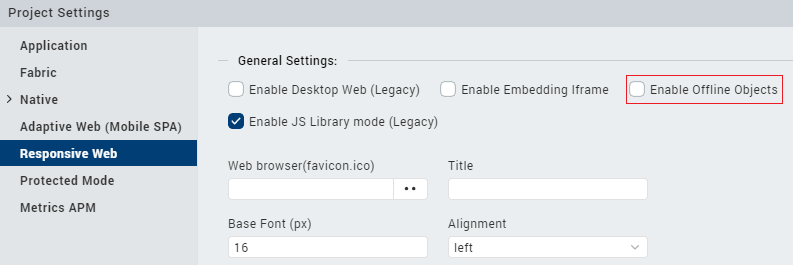 Project Settings
Application
Fabric
Native
Adaptive Web (Mobile SPA)
Responsive Web
Protected Mode
Metrics APM
General Settings:
Enable Desktop Web (Legacy) Enable Embedding Iframe Enable Offline Objects
Enable JS Library mode (Legacy)
Web browser(favicon.ico) Title
Base Font (px) Alignment
16 left